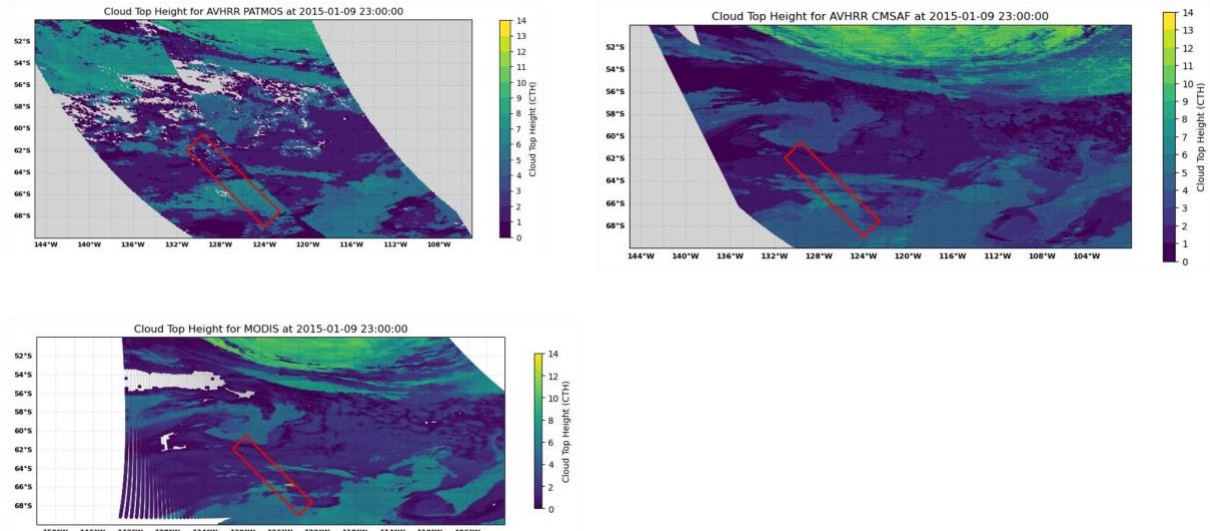 Cloud Top Height for AVHRR PATMOS at 2015-01-09 23:00:00
52°S
54°S
56°S
58°S
60°S
62°S
64°S
66°S
68°S
144°W 140°W 136°W 132°W 128°W 124°W 120°W 116°W 112°W 108°W
14
13
12
11
10
9
8
7
6
5
4
3
2
1
0
Cloud Top Height (CTH)
Cloud Top Height for AVHRR CMSAF at 2015-01-09 23:00:00
52°S
54°S
56°S
58°S
60°S
62°S
64°S
66°S
68°S
144°W 140°W 136°W 132°W 128°W 124°W 120°W 116°W 112°W 108°W 104°W
14
13
12
11
10
9
8
7
6
5
4
3
2
1
0
Cloud Top Height (CTH)
Cloud Top Height for MODIS at 2015-01-09 23:00:00
52°S
54°S
56°S
58°S
60°S
62°S
64°S
66°S
68°S
14
12
10
8
6
4
2
0
Cloud Top Height (CTH)